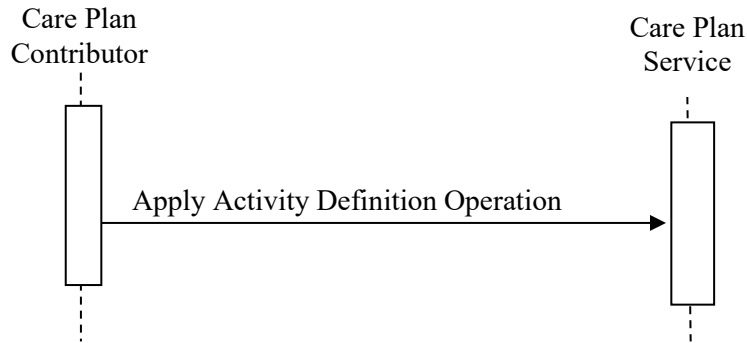 Care Plan
Contributor
Care Plan
Service
Apply Activity Definition Operation